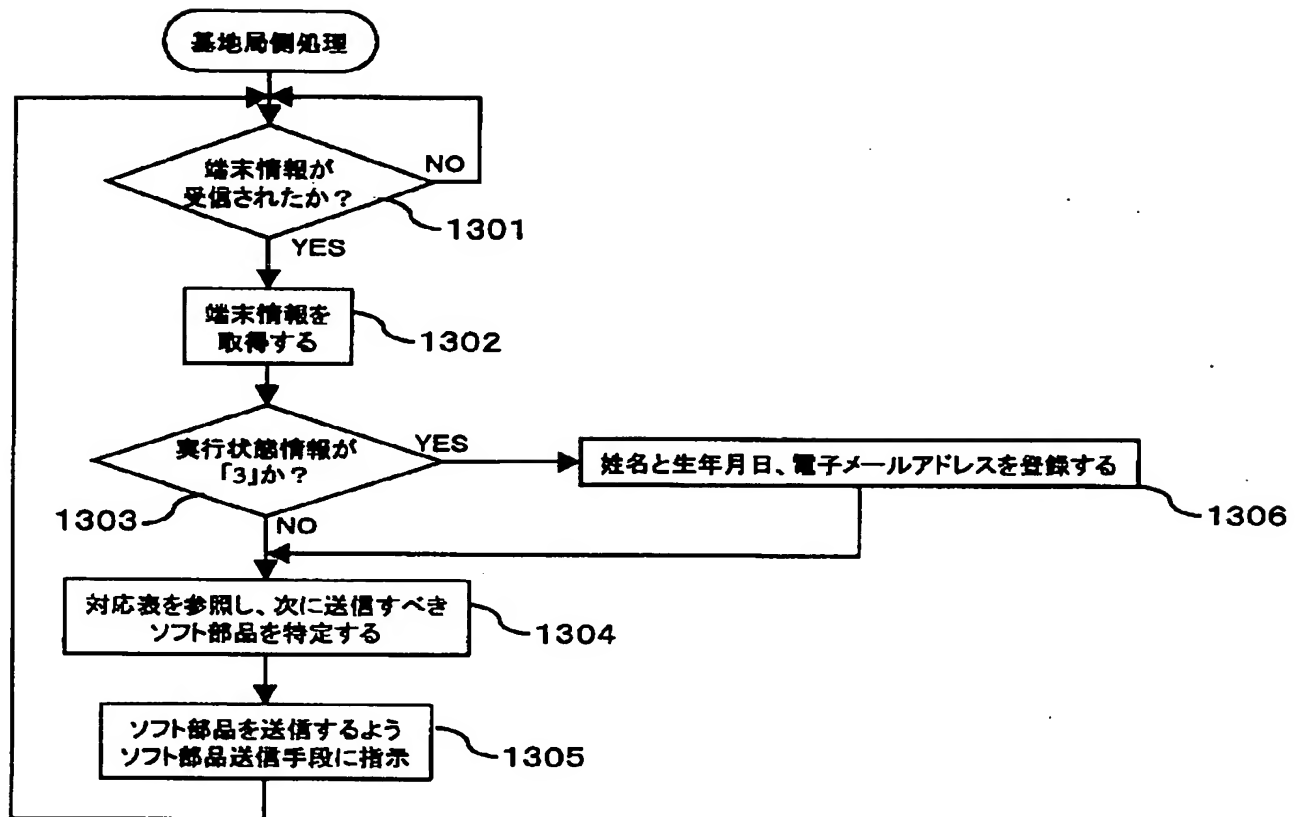 基地局側処理
端末情報が
受信されたか？
NO
1301
YES
端末情報を
取得する
1302
実行状態情報が
「3」か？
YES
姓名と生年月日、電子メールアドレスを登録する
1303
NO
1306
対応表を参照し、次に送信すべき
ソフト部品を特定する
1304
ソフト部品を送信するよう
ソフト部品送信手段に指示
1305